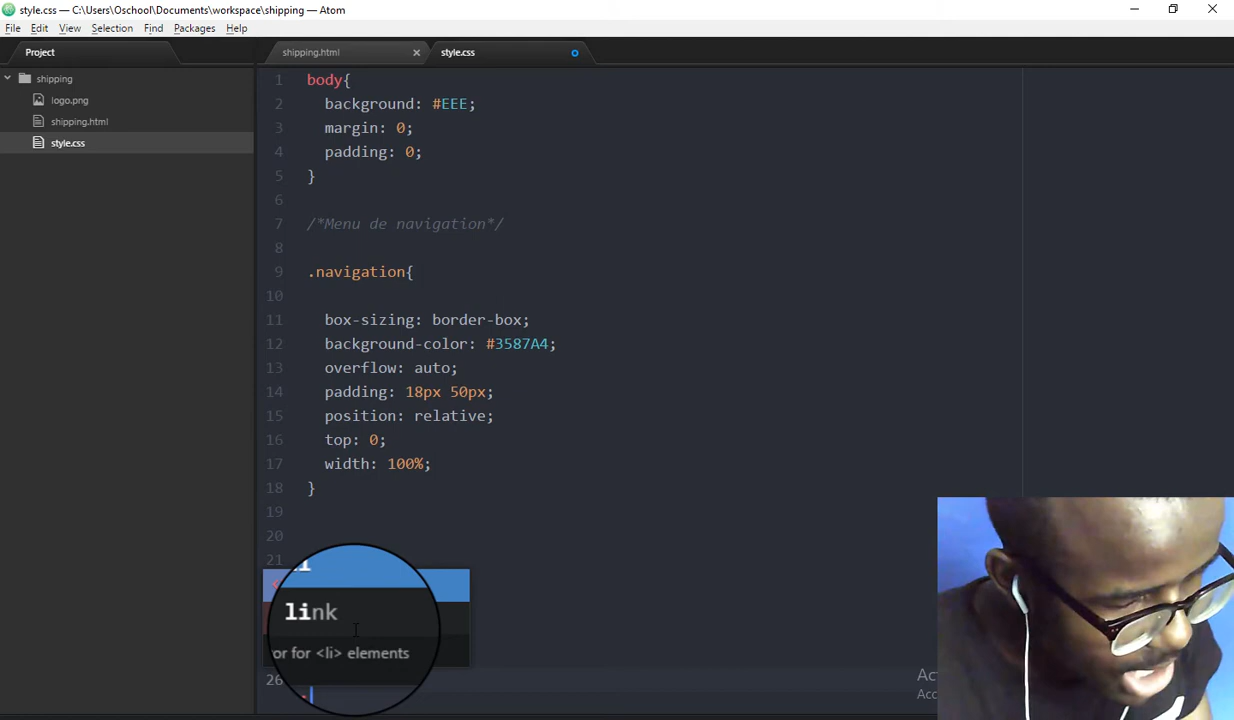 style.css — C:\Users\Oschool\Documents\workspace\shipping — Atom
File Edit View Selection Find Packages Help
Project
shipping.html
style.css
shipping
logo.png
shipping.html
style.css
1 body{
2 background: #EEE;
3 margin: 0;
4 padding: 0;
5 }
6
7 /*Menu de navigation*/
8
9 .navigation{
10
11 box-sizing: border-box;
12 background-color: #3587A4;
13 overflow: auto;
14 padding: 18px 50px;
15 position: relative;
16 top: 0;
17 width: 100%;
18 }
19
20
21
li
link
or for <li> elements
26